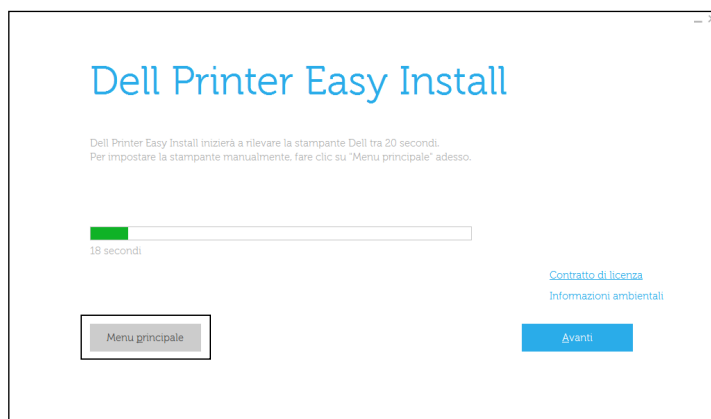 Dell Printer Easy Install
Dell Printer Easy Install inizierà a rilevare la stampante Dell tra 20 secondi.
Per impostare la stampante manualmente, fare clic su "Menu principale" adesso.
18 secondi
Contratto di licenza
Informazioni ambientali
Menu principale
Avanti